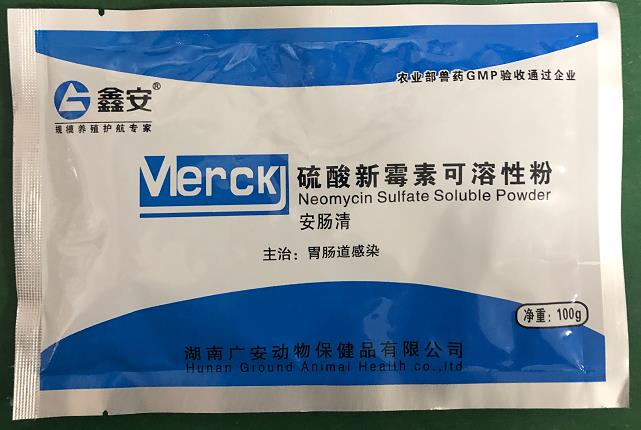 农业部兽药GMP验收通过企业
鑫安®
规模养殖护航专家
Merck
硫酸新霉素可溶性粉
Neomycin Sulfate Soluble Powder
安肠清
主治：胃肠道感染
净重：100g
湖南广安动物保健品有限公司
Hunan Ground Animal Health co.,ltd